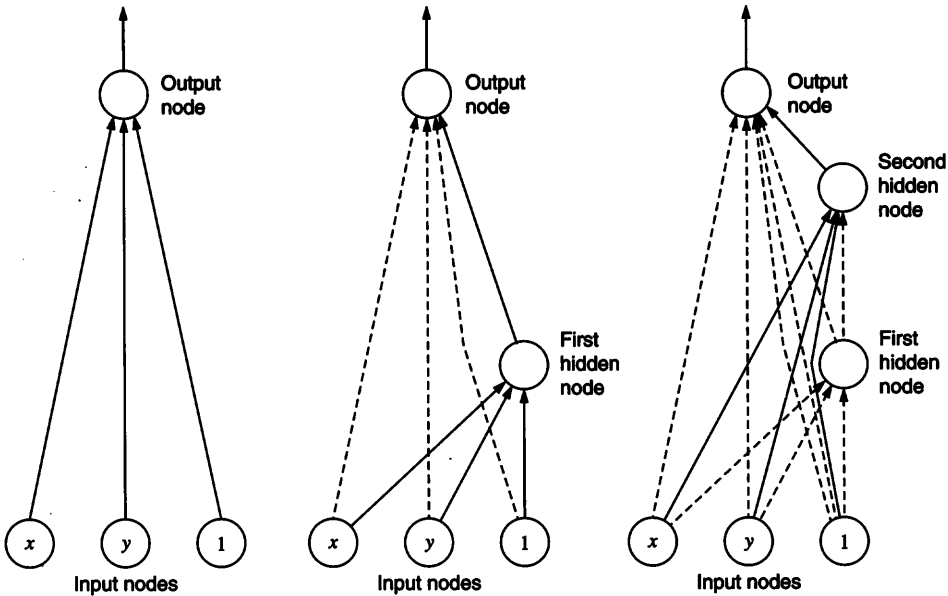 Output
node
x
y
1
Input nodes
Output
node
First
hidden
node
x
y
1
Input nodes
Output
node
Second
hidden
node
First
hidden
node
x
y
1
Input nodes